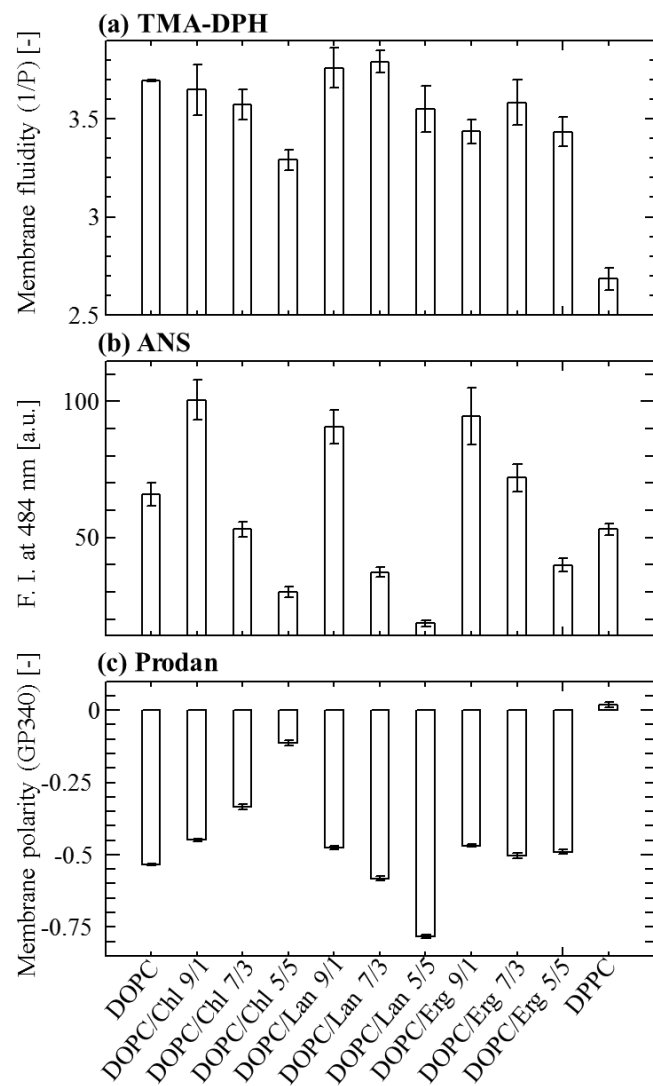 (a) TMA-DPH
Membrane fluidity (1/P) [-]
3.5
3
2.5
(b) ANS
F. I. at 484 nm [a.u.]
100
50
(c) Prodan
Membrane polarity (GP340) [-]
0
-0.25
-0.5
-0.75
DOPC
DOPC/Chl 9/1
DOPC/Chl 7/3
DOPC/Chl 5/5
DOPC/Lan 9/1
DOPC/Lan 7/3
DOPC/Lan 5/5
DOPC/Erg 9/1
DOPC/Erg 7/3
DOPC/Erg 5/5
DPPC